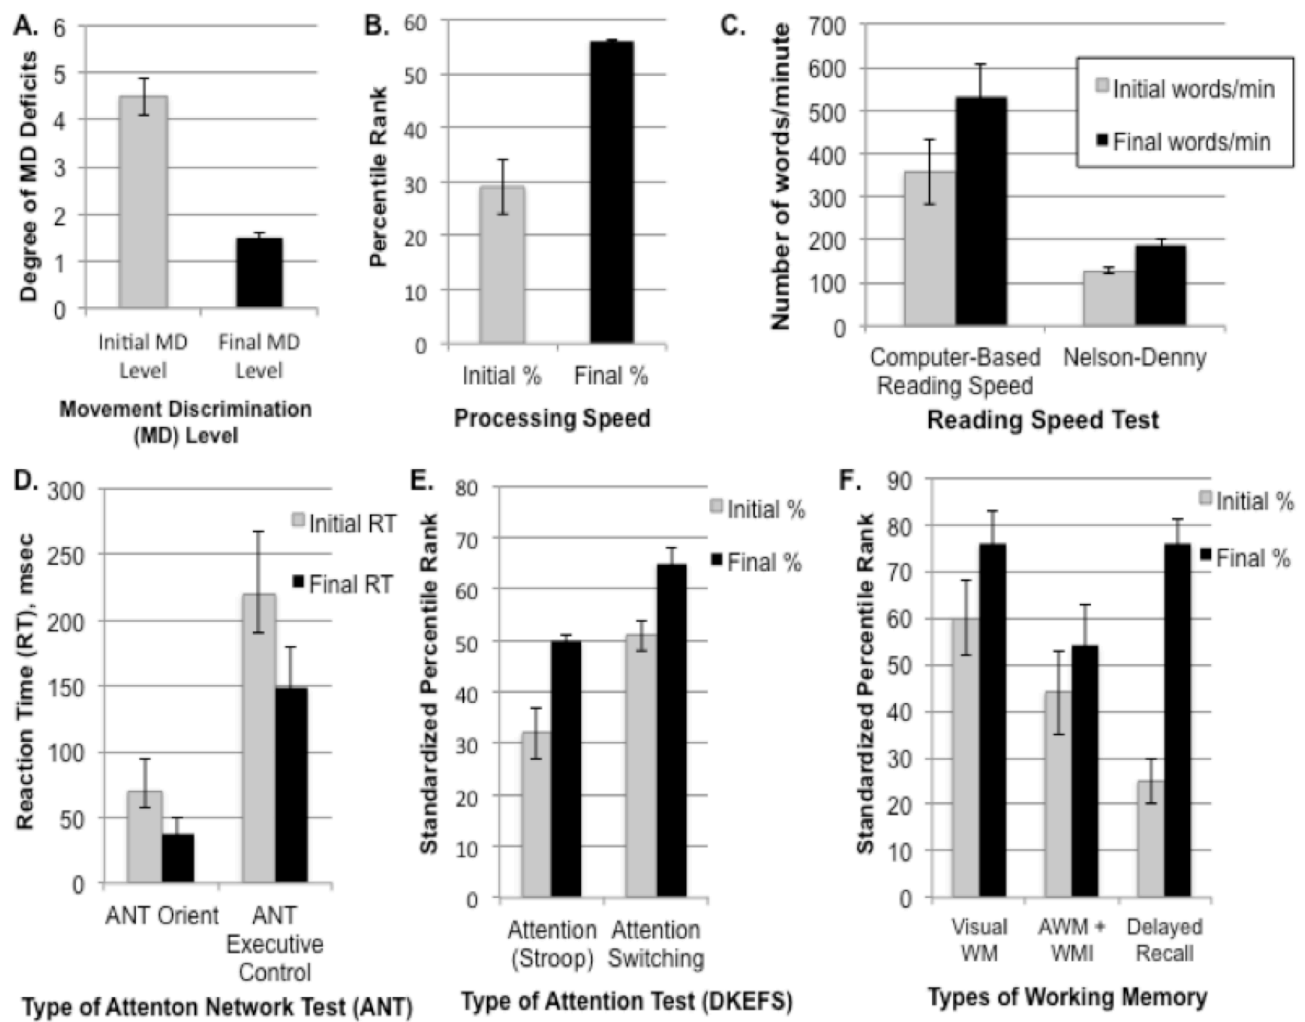 A.
6
5
4
3
2
1
0
Degree of MD Deficits
Initial MD
Level
Final MD
Level
Movement Discrimination
(MD) Level
B.
60
50
40
30
20
10
0
Percentile Rank
Initial %
Final %
Processing Speed
C.
700
600
500
400
300
200
100
0
Number of words/minute
Initial words/min
Final words/min
Computer-Based
Reading Speed
Nelson-Denny
Reading Speed Test
D.
300
250
200
150
100
50
0
Reaction Time (RT), msec
Initial RT
Final RT
ANT Orient
ANT
Executive
Control
Type of Attenton Network Test (ANT)
E.
80
70
60
50
40
30
20
10
0
Standardized Percentile Rank
Initial %
Final %
Attention
(Stroop)
Attention
Switching
Type of Attention Test (DKEFS)
F.
90
80
70
60
50
40
30
20
10
0
Standardized Percentile Rank
Initial %
Final %
Visual
WM
AWM +
WMI
Delayed
Recall
Types of Working Memory